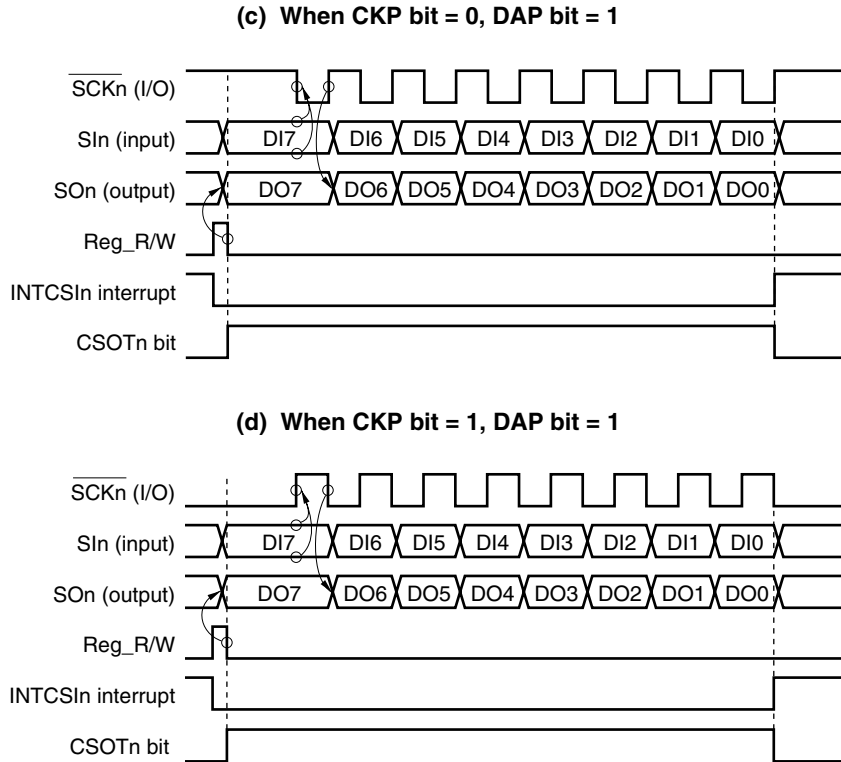 (c) When CKP bit = 0, DAP bit = 1
SCKn (I/O)
SIn (input) DI7 DI6 DI5 DI4 DI3 DI2 DI1 DI0
SOn (output) DO7 DO6 DO5 DO4 DO3 DO2 DO1 DO0
Reg_R/W
INTCSIn interrupt
CSOTn bit
(d) When CKP bit = 1, DAP bit = 1
SCKn (I/O)
SIn (input) DI7 DI6 DI5 DI4 DI3 DI2 DI1 DI0
SOn (output) DO7 DO6 DO5 DO4 DO3 DO2 DO1 DO0
Reg_R/W
INTCSIn interrupt
CSOTn bit